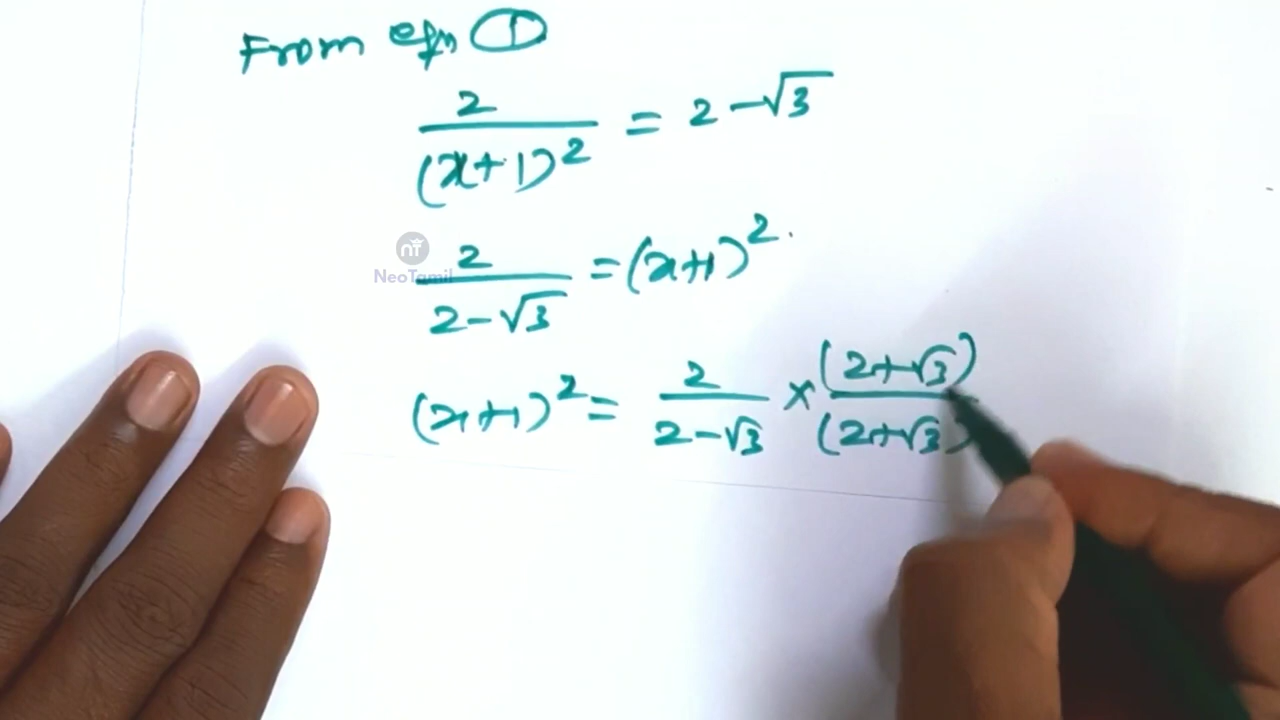 From eqn ①
2/(x+1)² = 2-√3
nT
NeoTamil
2/(2-√3) = (x+1)².
(x+1)² = 2/(2-√3) × (2+√3)/(2+√3)